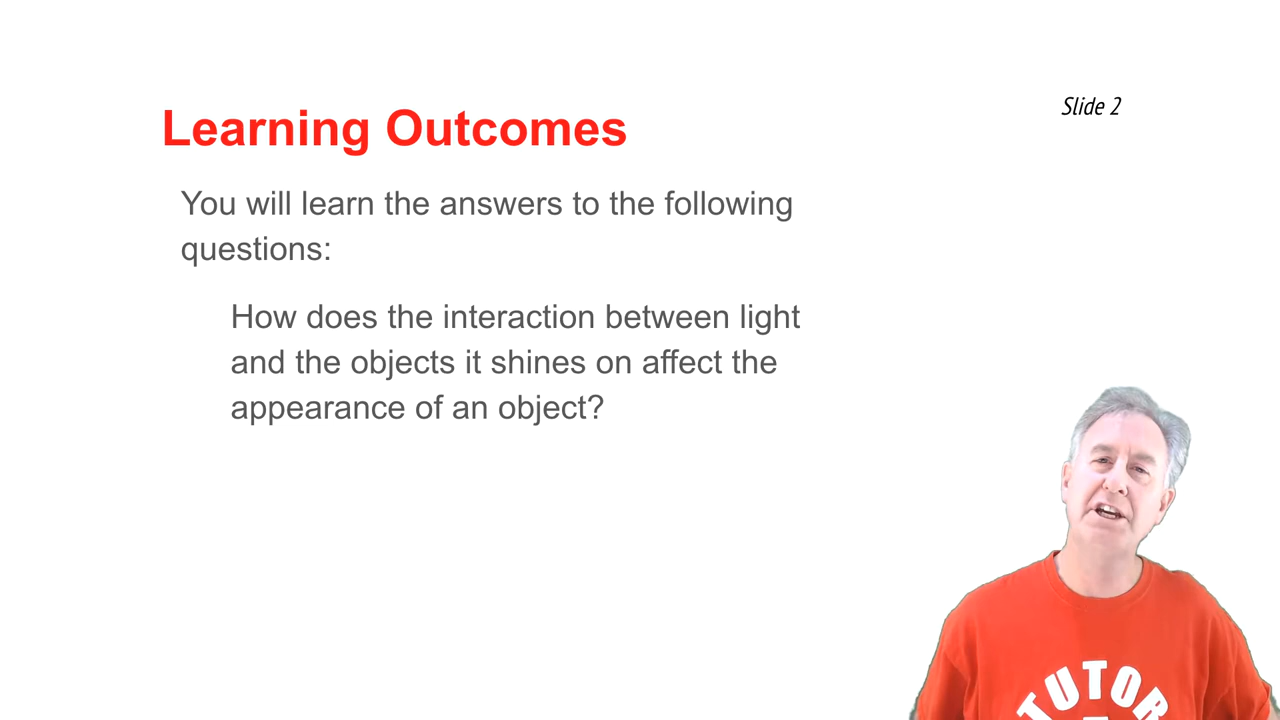 Slide 2
Learning Outcomes
You will learn the answers to the following
questions:
How does the interaction between light
and the objects it shines on affect the
appearance of an object?
TUTOR